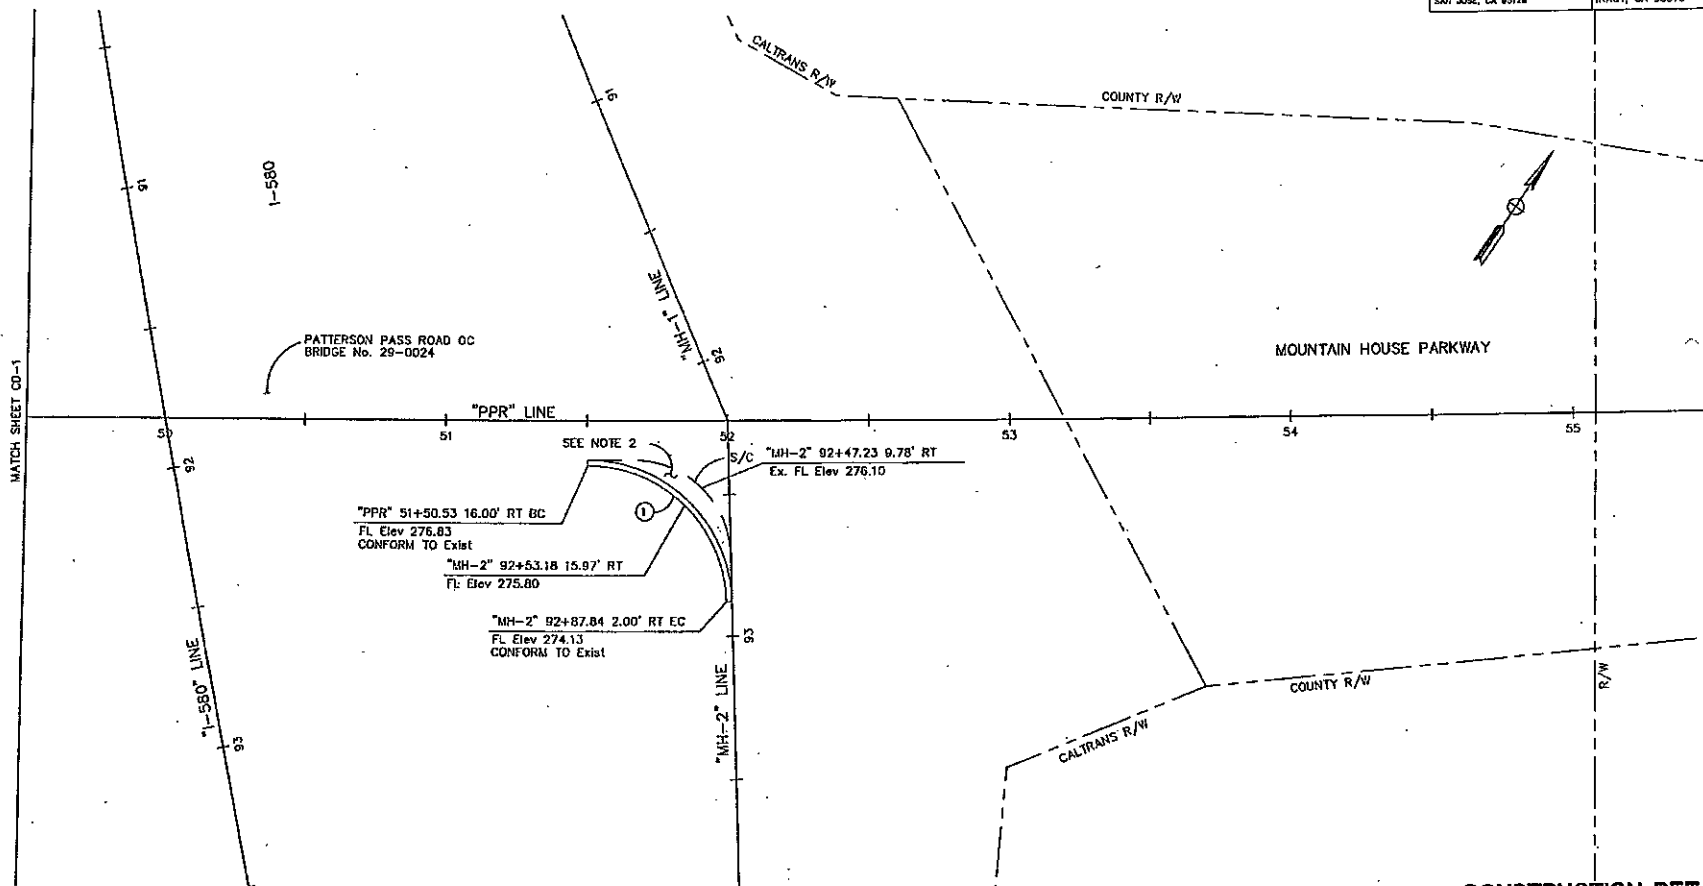 SAN JOSE, CA 95128
CALTRANS R/W
COUNTY R/W
91
91
I-580
"MH-1" LINE
92
PATTERSON PASS ROAD OC
BRIDGE No. 29-0024
MOUNTAIN HOUSE PARKWAY
MATCH SHEET CD-1
"PPR" LINE
50
51
52
53
54
55
92
SEE NOTE 2
S/C
"MH-2" 92+47.23 9.78' RT
Ex. FL Elev 276.10
"PPR" 51+50.53 16.00' RT BC
FL Elev 276.83
CONFORM TO Exist
1
"MH-2" 92+53.18 15.97' RT
FL Elev 275.80
"MH-2" 92+87.84 2.00' RT EC
FL Elev 274.13
CONFORM TO Exist
93
"I-580" LINE
93
"MH-2" LINE
COUNTY R/W
R/W
CALTRANS R/W